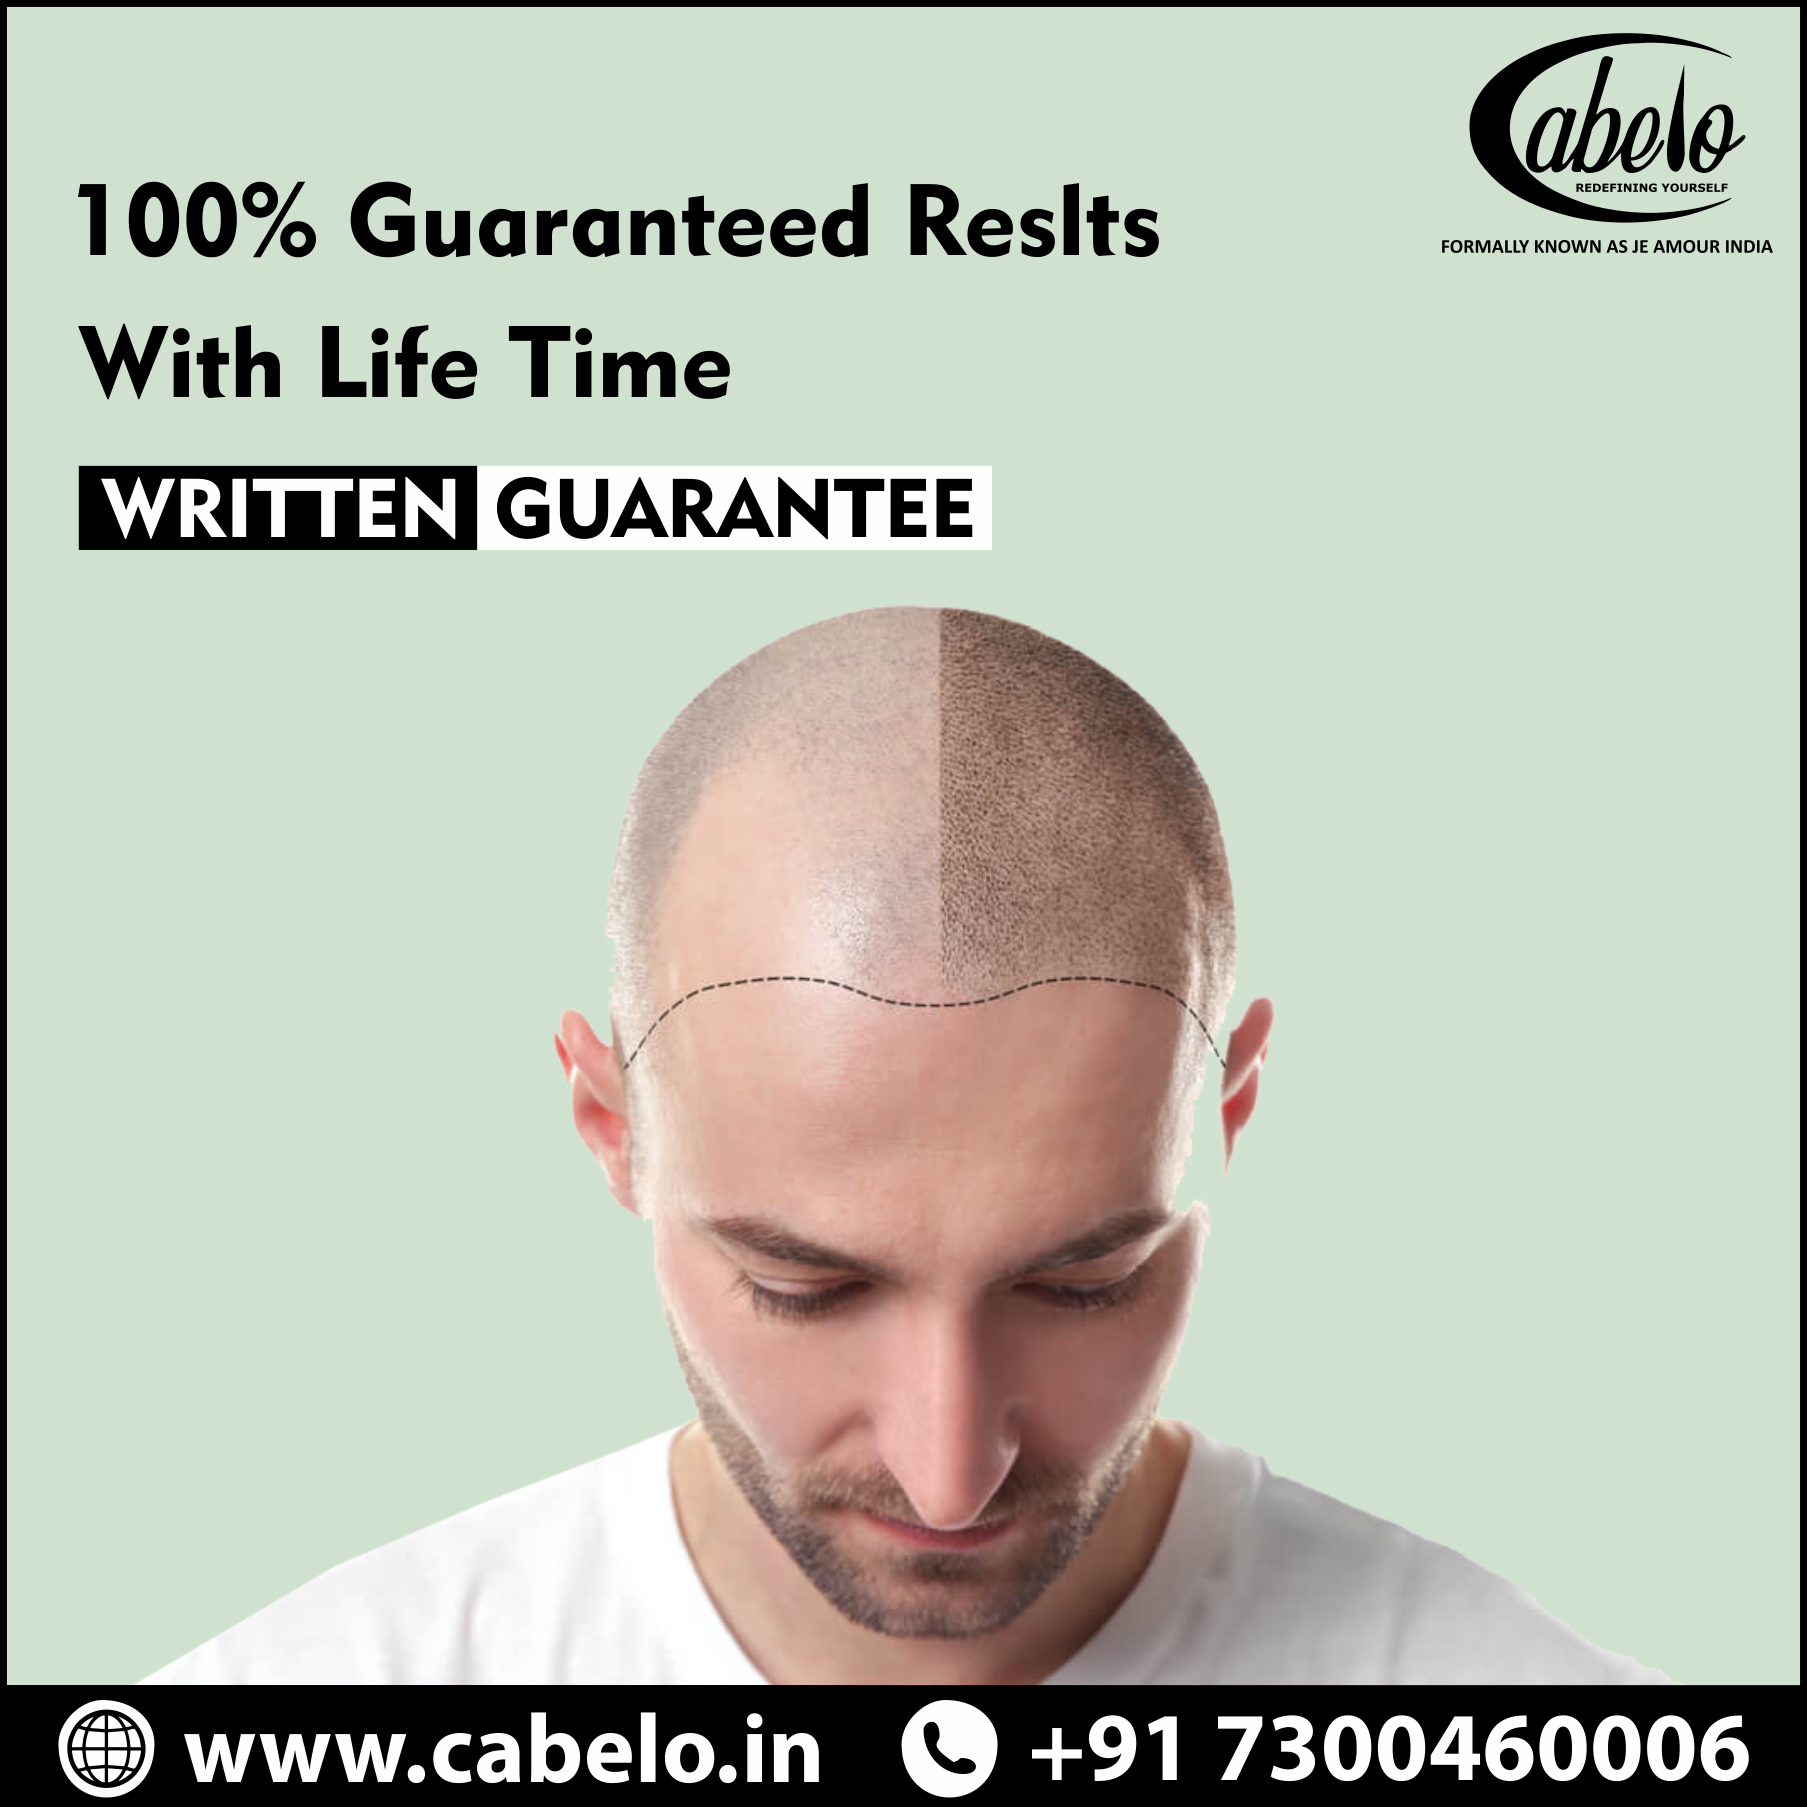 Cabelo
REDEFINING YOURSELF
FORMALLY KNOWN AS JE AMOUR INDIA
100% Guaranteed Reslts
With Life Time
WRITTEN GUARANTEE
www.cabelo.in
+91 7300460006